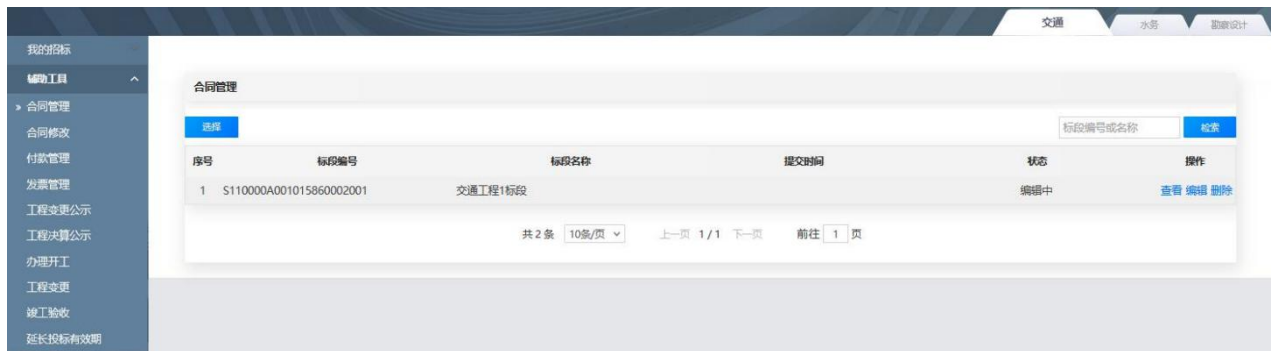 交通 水务 勘察设计
我的招标
辅助工具
» 合同管理
合同修改
付款管理
发票管理
工程变更公示
工程决算公示
办理开工
工程变更
竣工验收
延长投标有效期
合同管理
选择 标段编号或名称 检索
序号 标段编号 标段名称 提交时间 状态 操作
1 S110000A001015860002001 交通工程1标段 编辑中 查看 编辑 删除
共2条 10条/页 上一页 1/1 下一页 前往 1 页